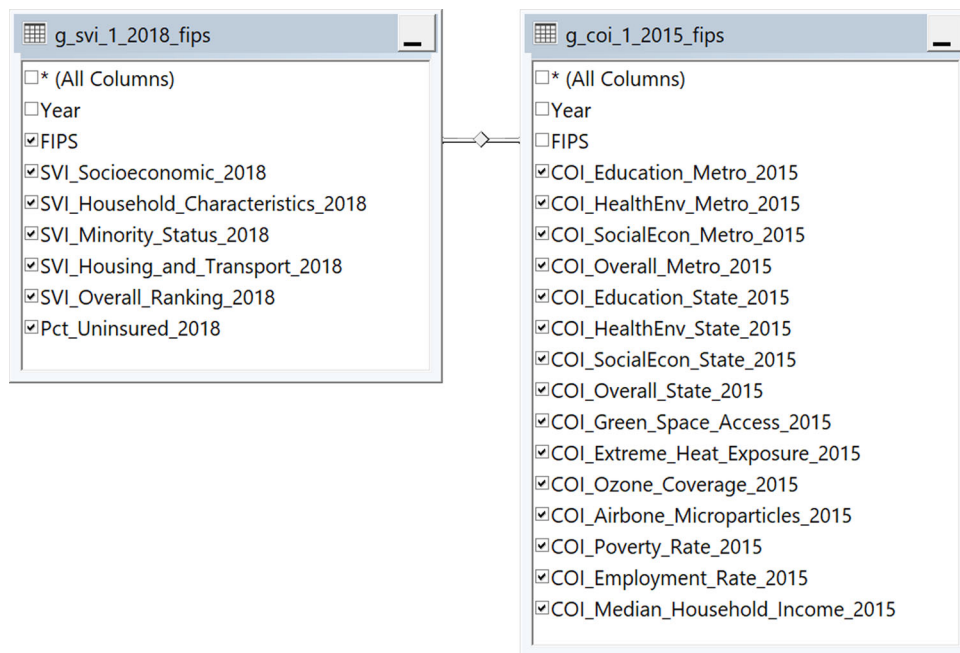 g_svi_1_2018_fips
* (All Columns)
Year
FIPS
SVI_Socioeconomic_2018
SVI_Household_Characteristics_2018
SVI_Minority_Status_2018
SVI_Housing_and_Transport_2018
SVI_Overall_Ranking_2018
Pct_Uninsured_2018
g_coi_1_2015_fips
* (All Columns)
Year
FIPS
COI_Education_Metro_2015
COI_HealthEnv_Metro_2015
COI_SocialEcon_Metro_2015
COI_Overall_Metro_2015
COI_Education_State_2015
COI_HealthEnv_State_2015
COI_SocialEcon_State_2015
COI_Overall_State_2015
COI_Green_Space_Access_2015
COI_Extreme_Heat_Exposure_2015
COI_Ozone_Coverage_2015
COI_Airbone_Microparticles_2015
COI_Poverty_Rate_2015
COI_Employment_Rate_2015
COI_Median_Household_Income_2015